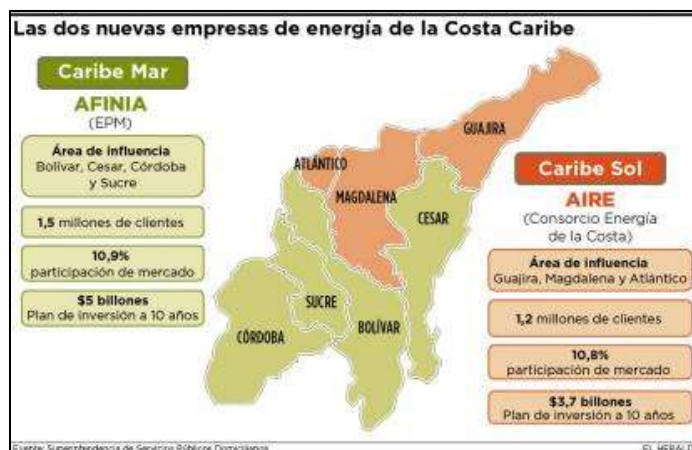 Las dos nuevas empresas de energía de la Costa Caribe
Caribe Mar
AFINIA
(EPM)
Área de influencia
Bolívar, Cesar, Córdoba
y Sucre
1,5 millones de clientes
10,9%
participación de mercado
$5 billones
Plan de inversión a 10 años
GUAJIRA
ATLÁNTICO
MAGDALENA
CESAR
SUCRE
BOLÍVAR
CÓRDOBA
Caribe Sol
AIRE
(Consorcio Energía
de la Costa)
Área de influencia
Guajira, Magdalena y Atlántico
1,2 millones de clientes
10,8%
participación de mercado
$3,7 billones
Plan de inversión a 10 años
Fuente: Superintendencia de Servicios Públicos Domiciliarios
EL HERALD